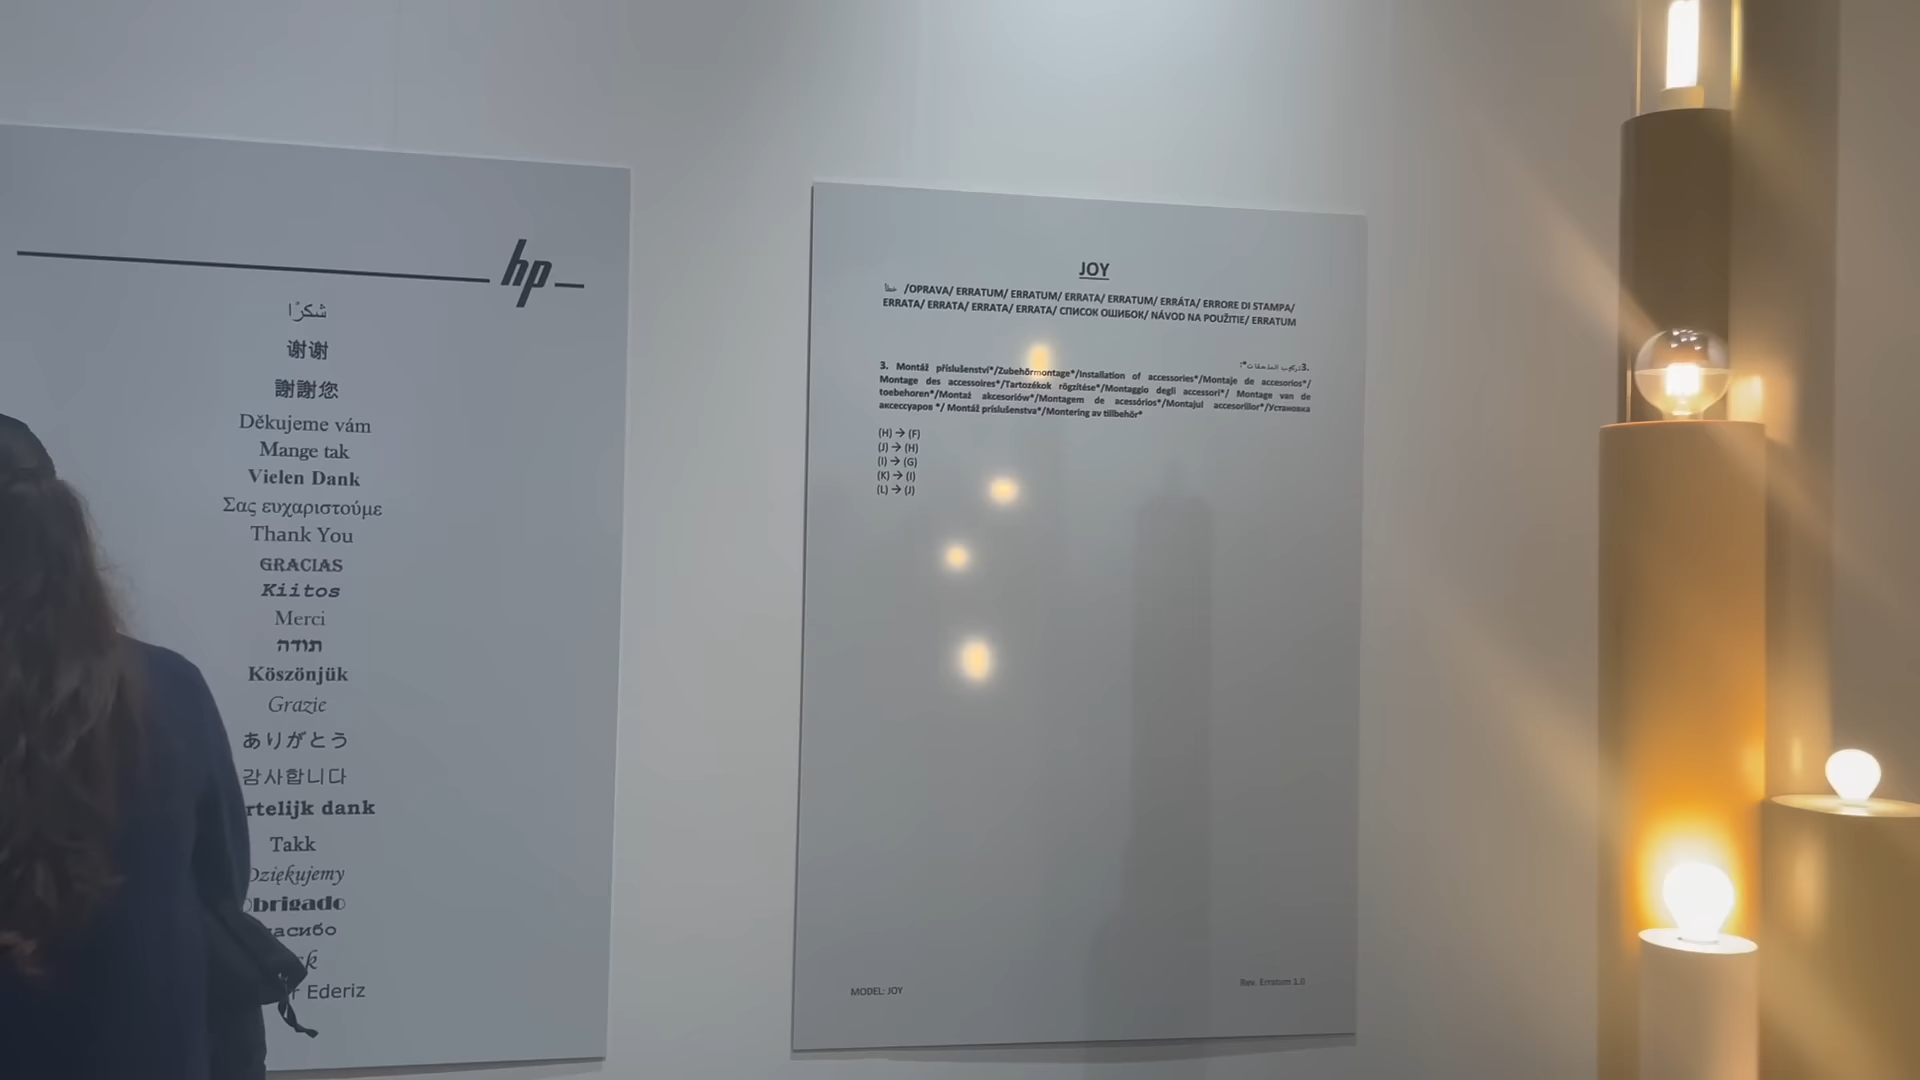 hp
شكرًا
谢谢
謝謝您
Děkujeme vám
Mange tak
Vielen Dank
Σας ευχαριστούμε
Thank You
GRACIAS
Kiitos
Merci
תודה
Köszönjük
Grazie
ありがとう
감사합니다
rtelijk dank
Takk
Dziękujemy
Obrigado
асибо
k
r Ederiz
JOY
/OPRAVA/ ERRATUM/ ERRATUM/ ERRATA/ ERRATUM/ ERRÁTA/ ERRORE DI STAMPA/
ERRATA/ ERRATA/ ERRATA/ ERRATA/ СПИСОК ОШИБОК/ NÁVOD NA POUŽITIE/ ERRATUM
3. تركيب الملحقات*:
3. Montáž příslušenství*/Zubehörmontage*/Installation of accessories*/Montaje de accesorios*/
Montage des accessoires*/Tartozékok rögzítése*/Montaggio degli accessori*/ Montage van de
toebehoren*/Montaż akcesoriów*/Montagem de acessórios*/Montajul accesoriilor*/Установка
аксессуаров */ Montáž príslušenstva*/Montering av tillbehör*
(H) → (F)
(J) → (H)
(I) → (G)
(K) → (I)
(L) → (J)
MODEL: JOY
Rev. Erratum 1.0